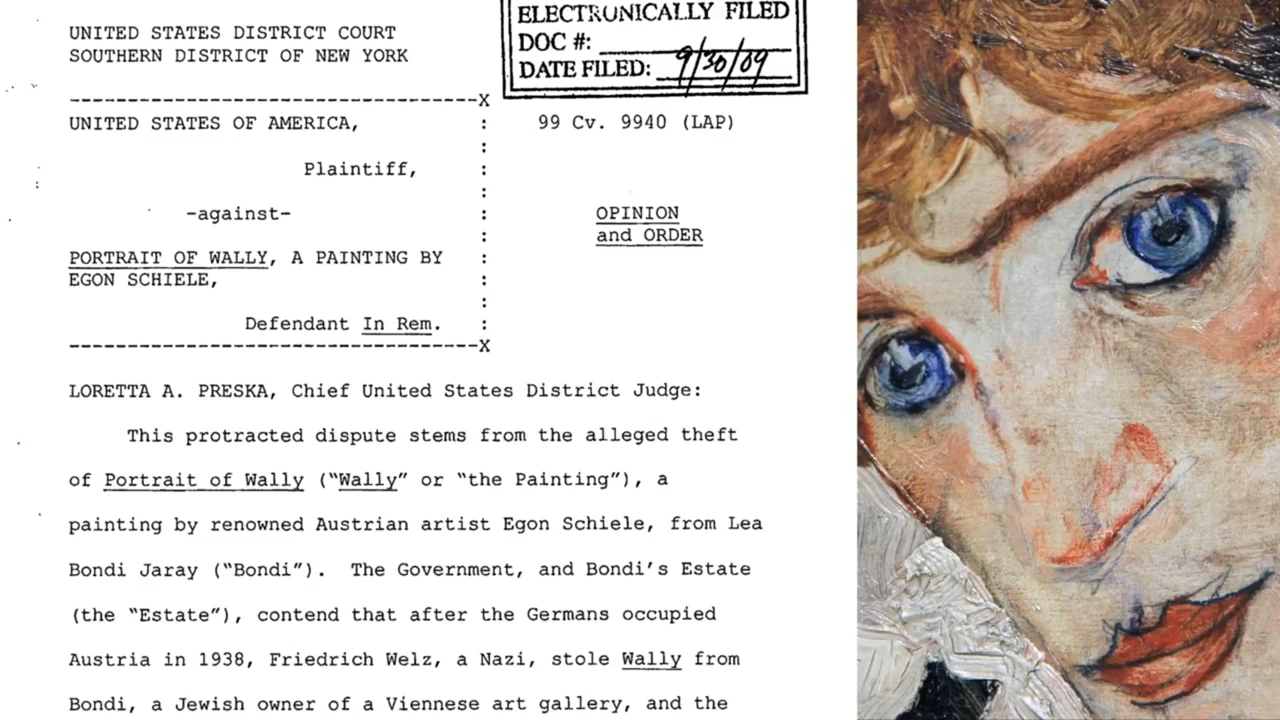 UNITED STATES DISTRICT COURT
SOUTHERN DISTRICT OF NEW YORK
ELECTRONICALLY FILED
DOC #:
DATE FILED: 9/30/09
-----------------------------------X
UNITED STATES OF AMERICA, : 99 Cv. 9940 (LAP)
:
Plaintiff, :
:
-against- : OPINION
: and ORDER
PORTRAIT OF WALLY, A PAINTING BY :
EGON SCHIELE, :
:
Defendant In Rem. :
-----------------------------------X
LORETTA A. PRESKA, Chief United States District Judge:
This protracted dispute stems from the alleged theft
of Portrait of Wally (“Wally” or “the Painting”), a
painting by renowned Austrian artist Egon Schiele, from Lea
Bondi Jaray (“Bondi”). The Government, and Bondi’s Estate
(the “Estate”), contend that after the Germans occupied
Austria in 1938, Friedrich Welz, a Nazi, stole Wally from
Bondi, a Jewish owner of a Viennese art gallery, and the